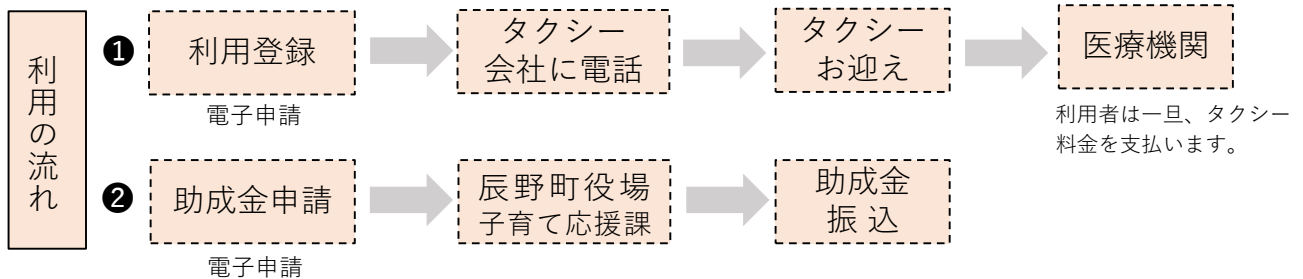 利用の流れ
❶
利用登録
電子申請
タクシー
会社に電話
タクシー
お迎え
医療機関
利用者は一旦、タクシー
料金を支払います。
❷
助成金申請
電子申請
辰野町役場
子育て応援課
助成金
振込